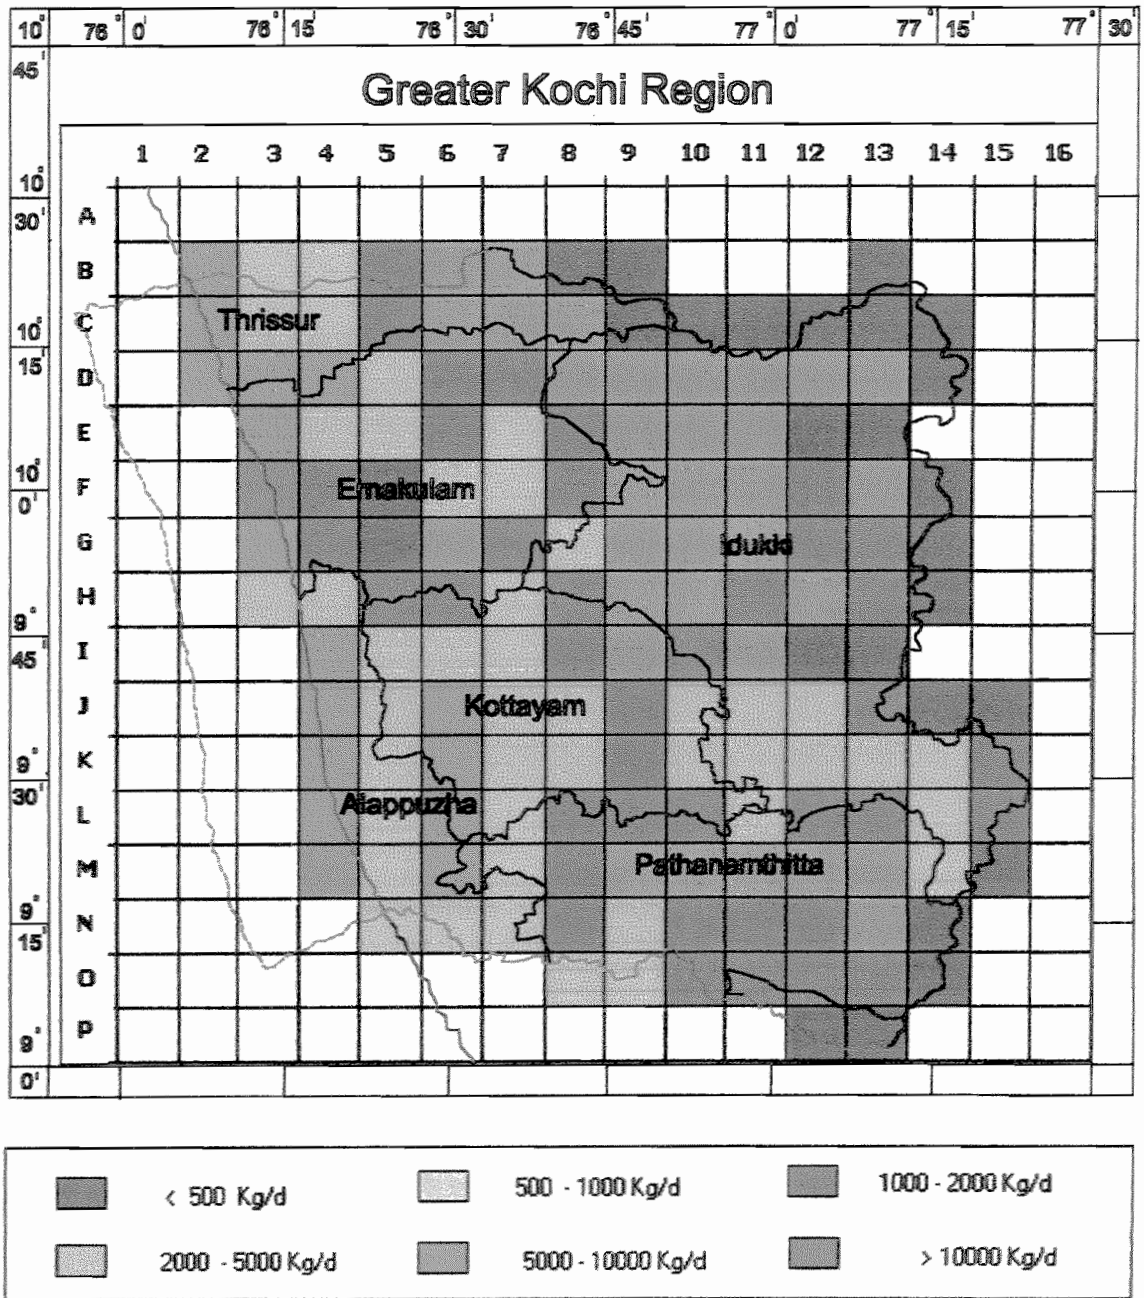 10° 76° 0' 76° 15' 76° 30' 76° 45' 77° 0' 77° 15' 77° 30'
45'
Greater Kochi Region
1 2 3 4 5 6 7 8 9 10 11 12 13 14 15 16
10°
30'
A
B
C
Thrissur
10°
15'
D
E
10°
0'
F
Ernakulam
G
Idukki
H
9°
45'
I
J
Kottayam
K
9°
30'
L
Alappuzha
M
Pathanamthitta
9°
15'
N
O
P
9°
0'
< 500 Kg/d
500 - 1000 Kg/d
1000 - 2000 Kg/d
2000 - 5000 Kg/d
5000 - 10000 Kg/d
> 10000 Kg/d